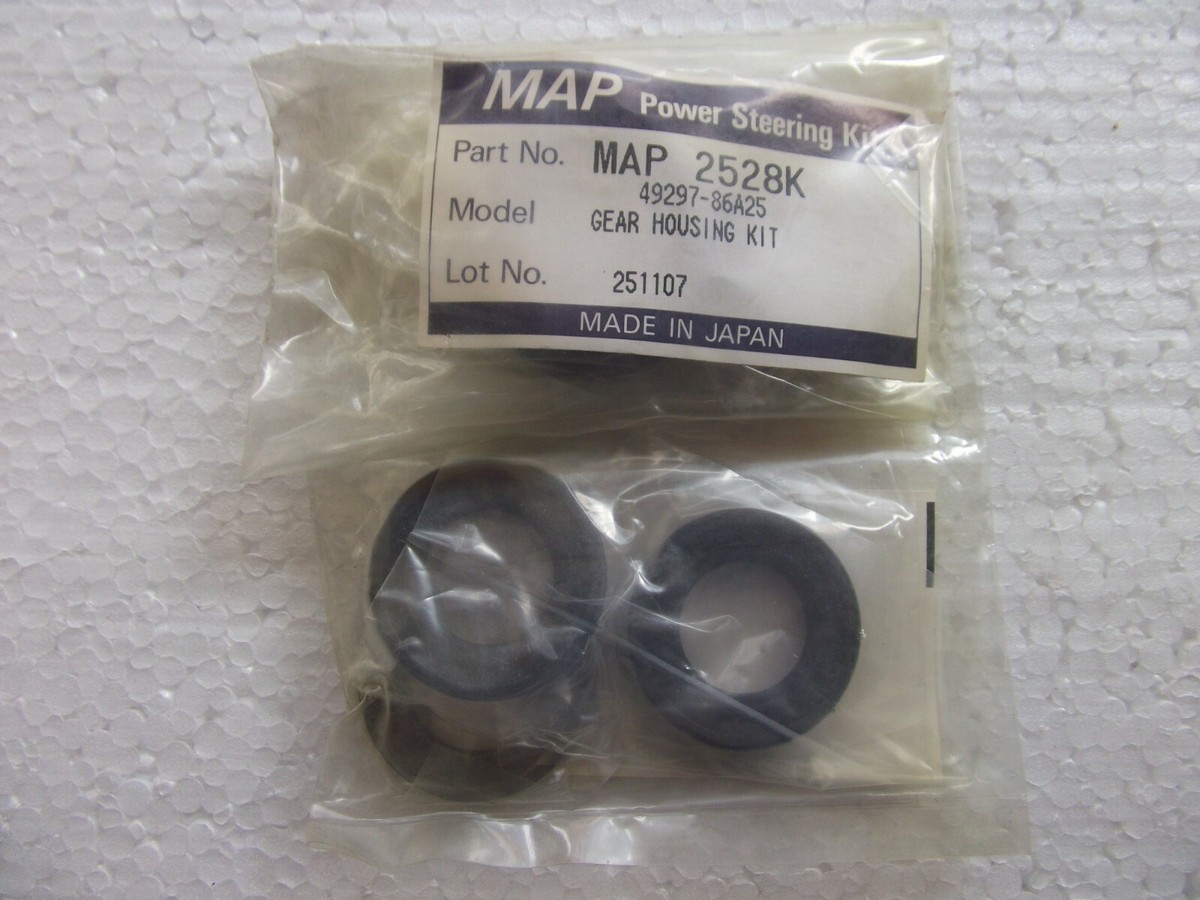 MAP Power Steering Kit
Part No. MAP 2528K
49297-86A25
Model GEAR HOUSING KIT
Lot No. 251107
MADE IN JAPAN